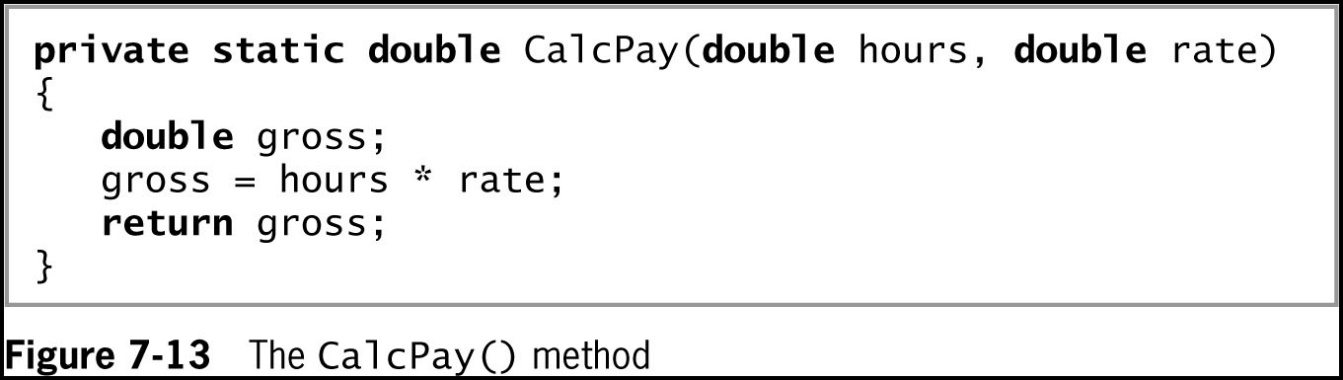 private static double CalcPay(double hours, double rate)
{
double gross;
gross = hours * rate;
return gross;
}
Figure 7-13 The CalcPay() method